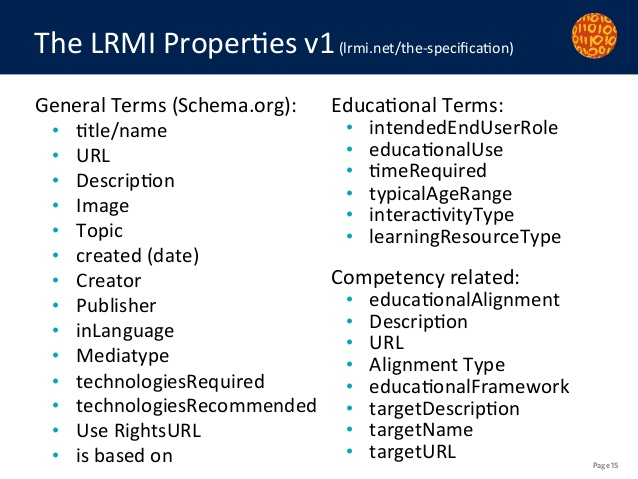 The LRMI Properties v1 (lrmi.net/the-specification)
General Terms (Schema.org):
• title/name
• URL
• Description
• Image
• Topic
• created (date)
• Creator
• Publisher
• inLanguage
• Mediatype
• technologiesRequired
• technologiesRecommended
• Use RightsURL
• is based on
Educational Terms:
• intendedEndUserRole
• educationalUse
• timeRequired
• typicalAgeRange
• interactivityType
• learningResourceType
Competency related:
• educationalAlignment
• Description
• URL
• Alignment Type
• educationalFramework
• targetDescription
• targetName
• targetURL
Page 15